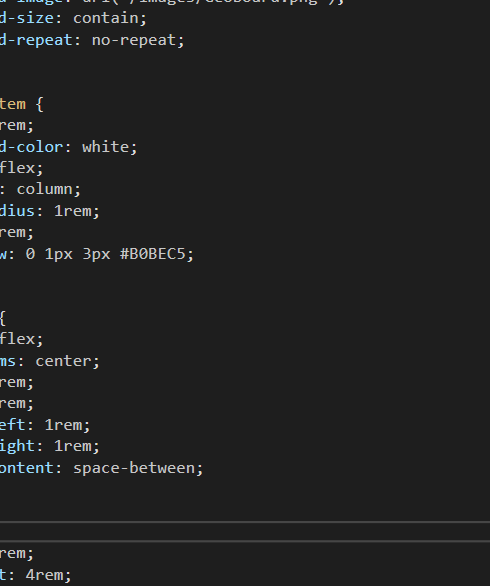 d-size: contain;
d-repeat: no-repeat;
tem {
rem;
d-color: white;
flex;
: column;
dius: 1rem;
rem;
w: 0 1px 3px #B0BEC5;
{
flex;
ms: center;
rem;
rem;
eft: 1rem;
ight: 1rem;
ontent: space-between;
rem;
t: 4rem;